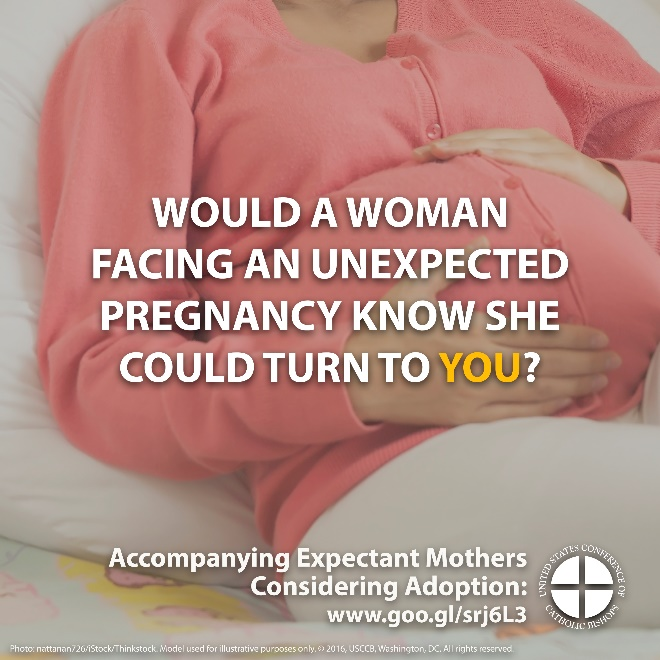 WOULD A WOMAN
FACING AN UNEXPECTED
PREGNANCY KNOW SHE
COULD TURN TO YOU?
Accompanying Expectant Mothers
Considering Adoption:
www.goo.gl/srj6L3
UNITED STATES CONFERENCE OF
CATHOLIC BISHOPS
Photo: nattanan726/iStock/Thinkstock. Model used for illustrative purposes only. © 2016, USCCB, Washington, DC. All rights reserved.